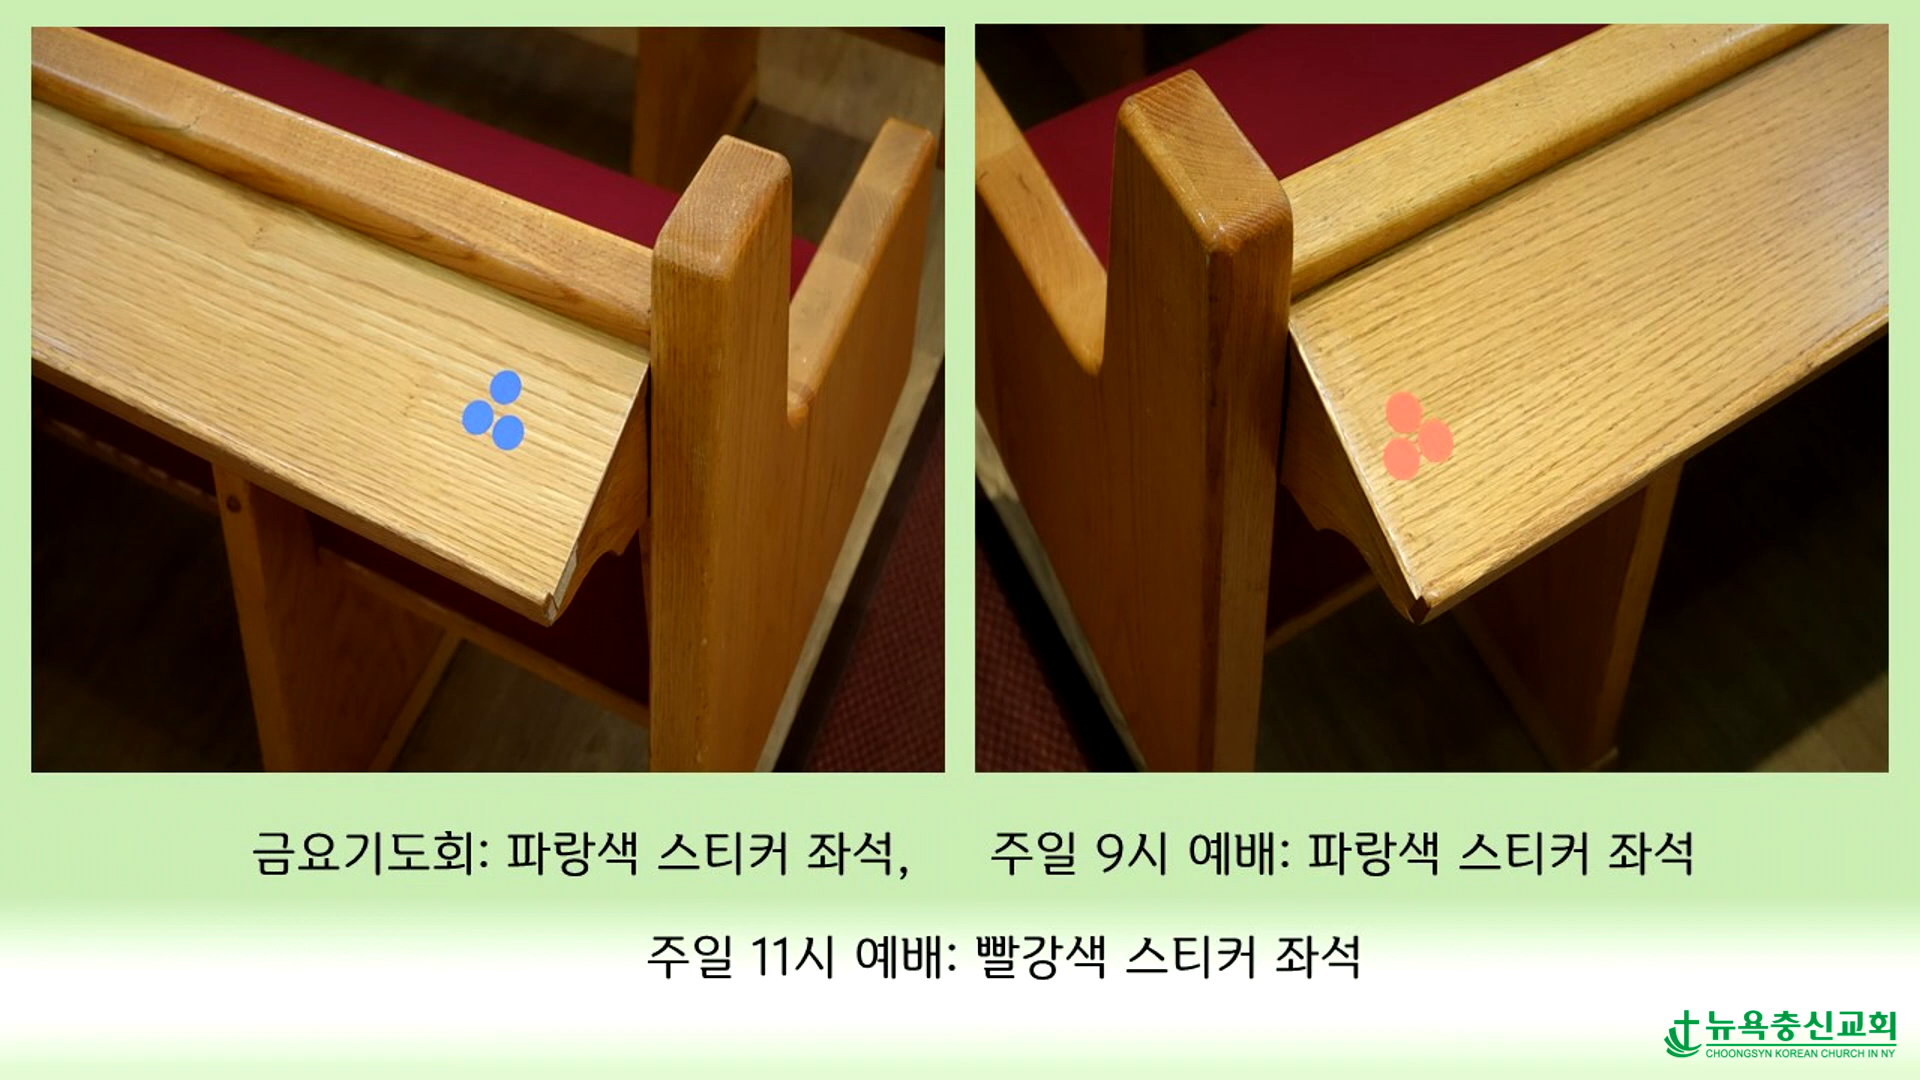 금요기도회: 파랑색 스티커 좌석, 주일 9시 예배: 파랑색 스티커 좌석
주일 11시 예배: 빨강색 스티커 좌석
뉴욕충신교회
CHOONGSYN KOREAN CHURCH IN NY